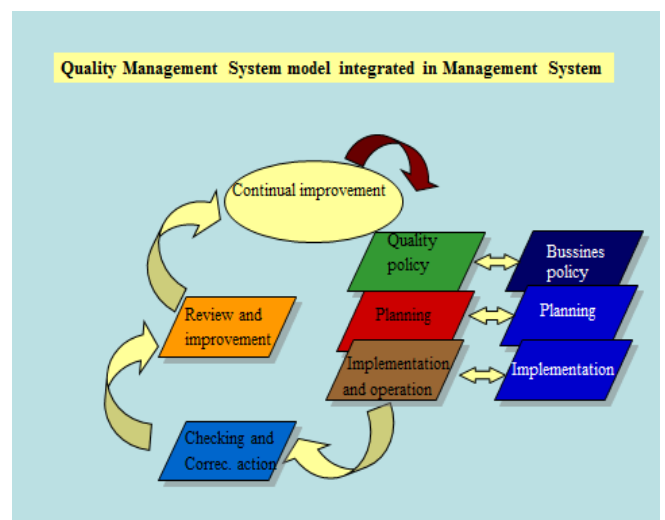 Quality Management System model integrated in Management System
Continual improvement
Quality
policy
Bussines
policy
Planning
Planning
Review and
improvement
Implementation
and operation
Implementation
Checking and
Correc. action